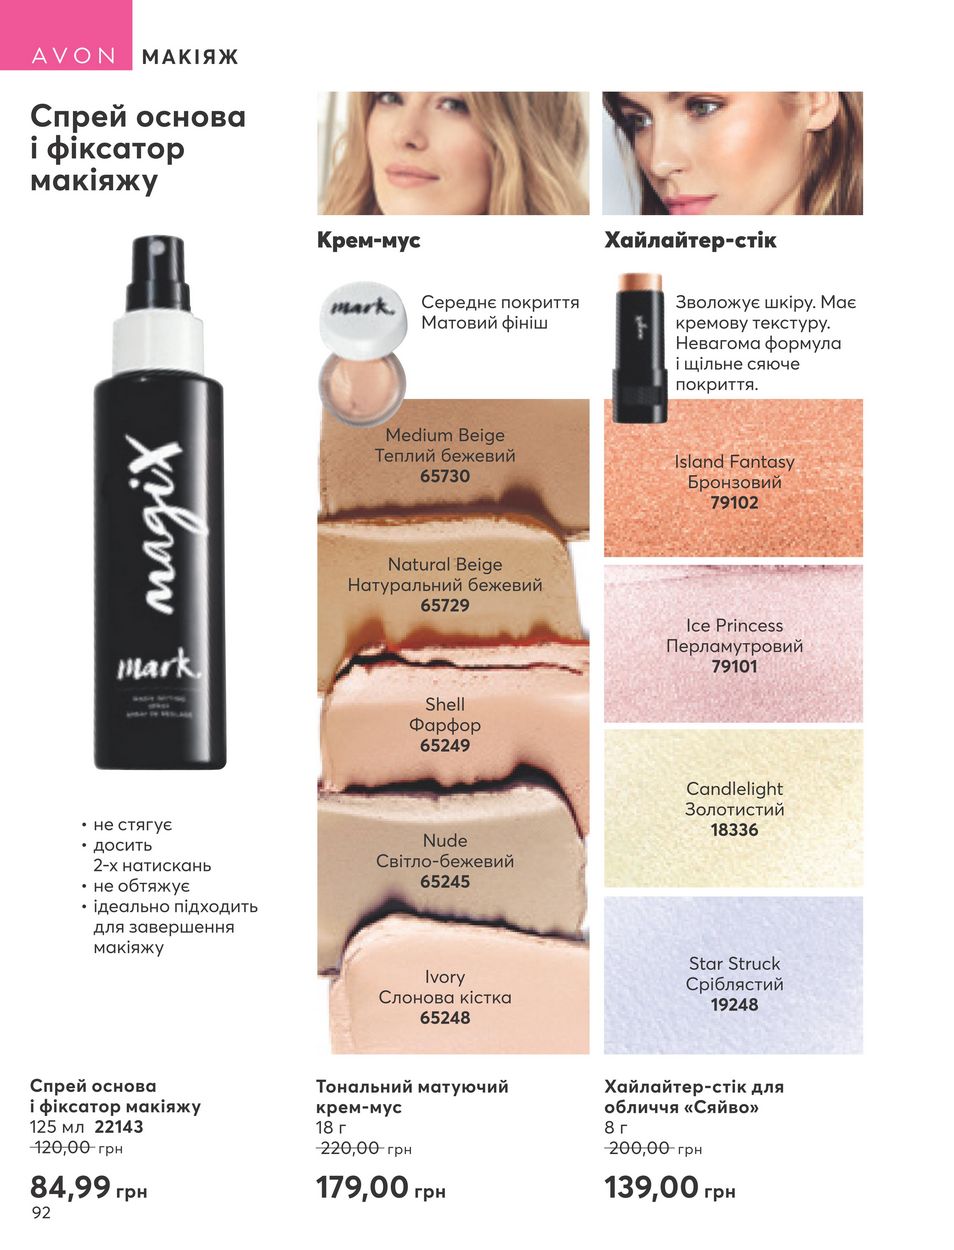 AVON МАКІЯЖ
Спрей основа
і фіксатор
макіяжу
magiX
mark.
• не стягує
• досить
2-х натискань
• не обтяжує
• ідеально підходить
для завершення
макіяжу
Спрей основа
і фіксатор макіяжу
125 мл 22143
120,00 грн
84,99 грн
92
Крем-мус
mark.
Середнє покриття
Матовий фініш
Medium Beige
Теплий бежевий
65730
Natural Beige
Натуральний бежевий
65729
Shell
Фарфор
65249
Nude
Світло-бежевий
65245
Ivory
Слонова кістка
65248
Тональний матуючий
крем-мус
18 г
220,00 грн
179,00 грн
Хайлайтер-стік
magiX
Зволожує шкіру. Має
кремову текстуру.
Невагома формула
і щільне сяюче
покриття.
Island Fantasy
Бронзовий
79102
Ice Princess
Перламутровий
79101
Candlelight
Золотистий
18336
Star Struck
Сріблястий
19248
Хайлайтер-стік для
обличчя «Сяйво»
8 г
200,00 грн
139,00 грн